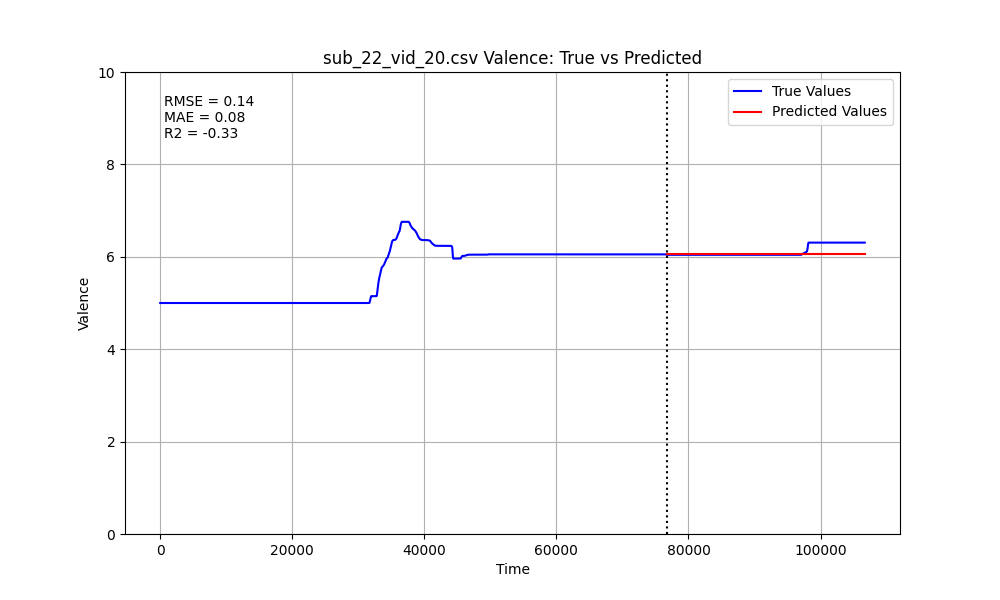 sub_22_vid_20.csv Valence: True vs Predicted
RMSE = 0.14
MAE = 0.08
R2 = -0.33
True Values
Predicted Values
10
8
6
4
2
0
Valence
0 20000 40000 60000 80000 100000
Time